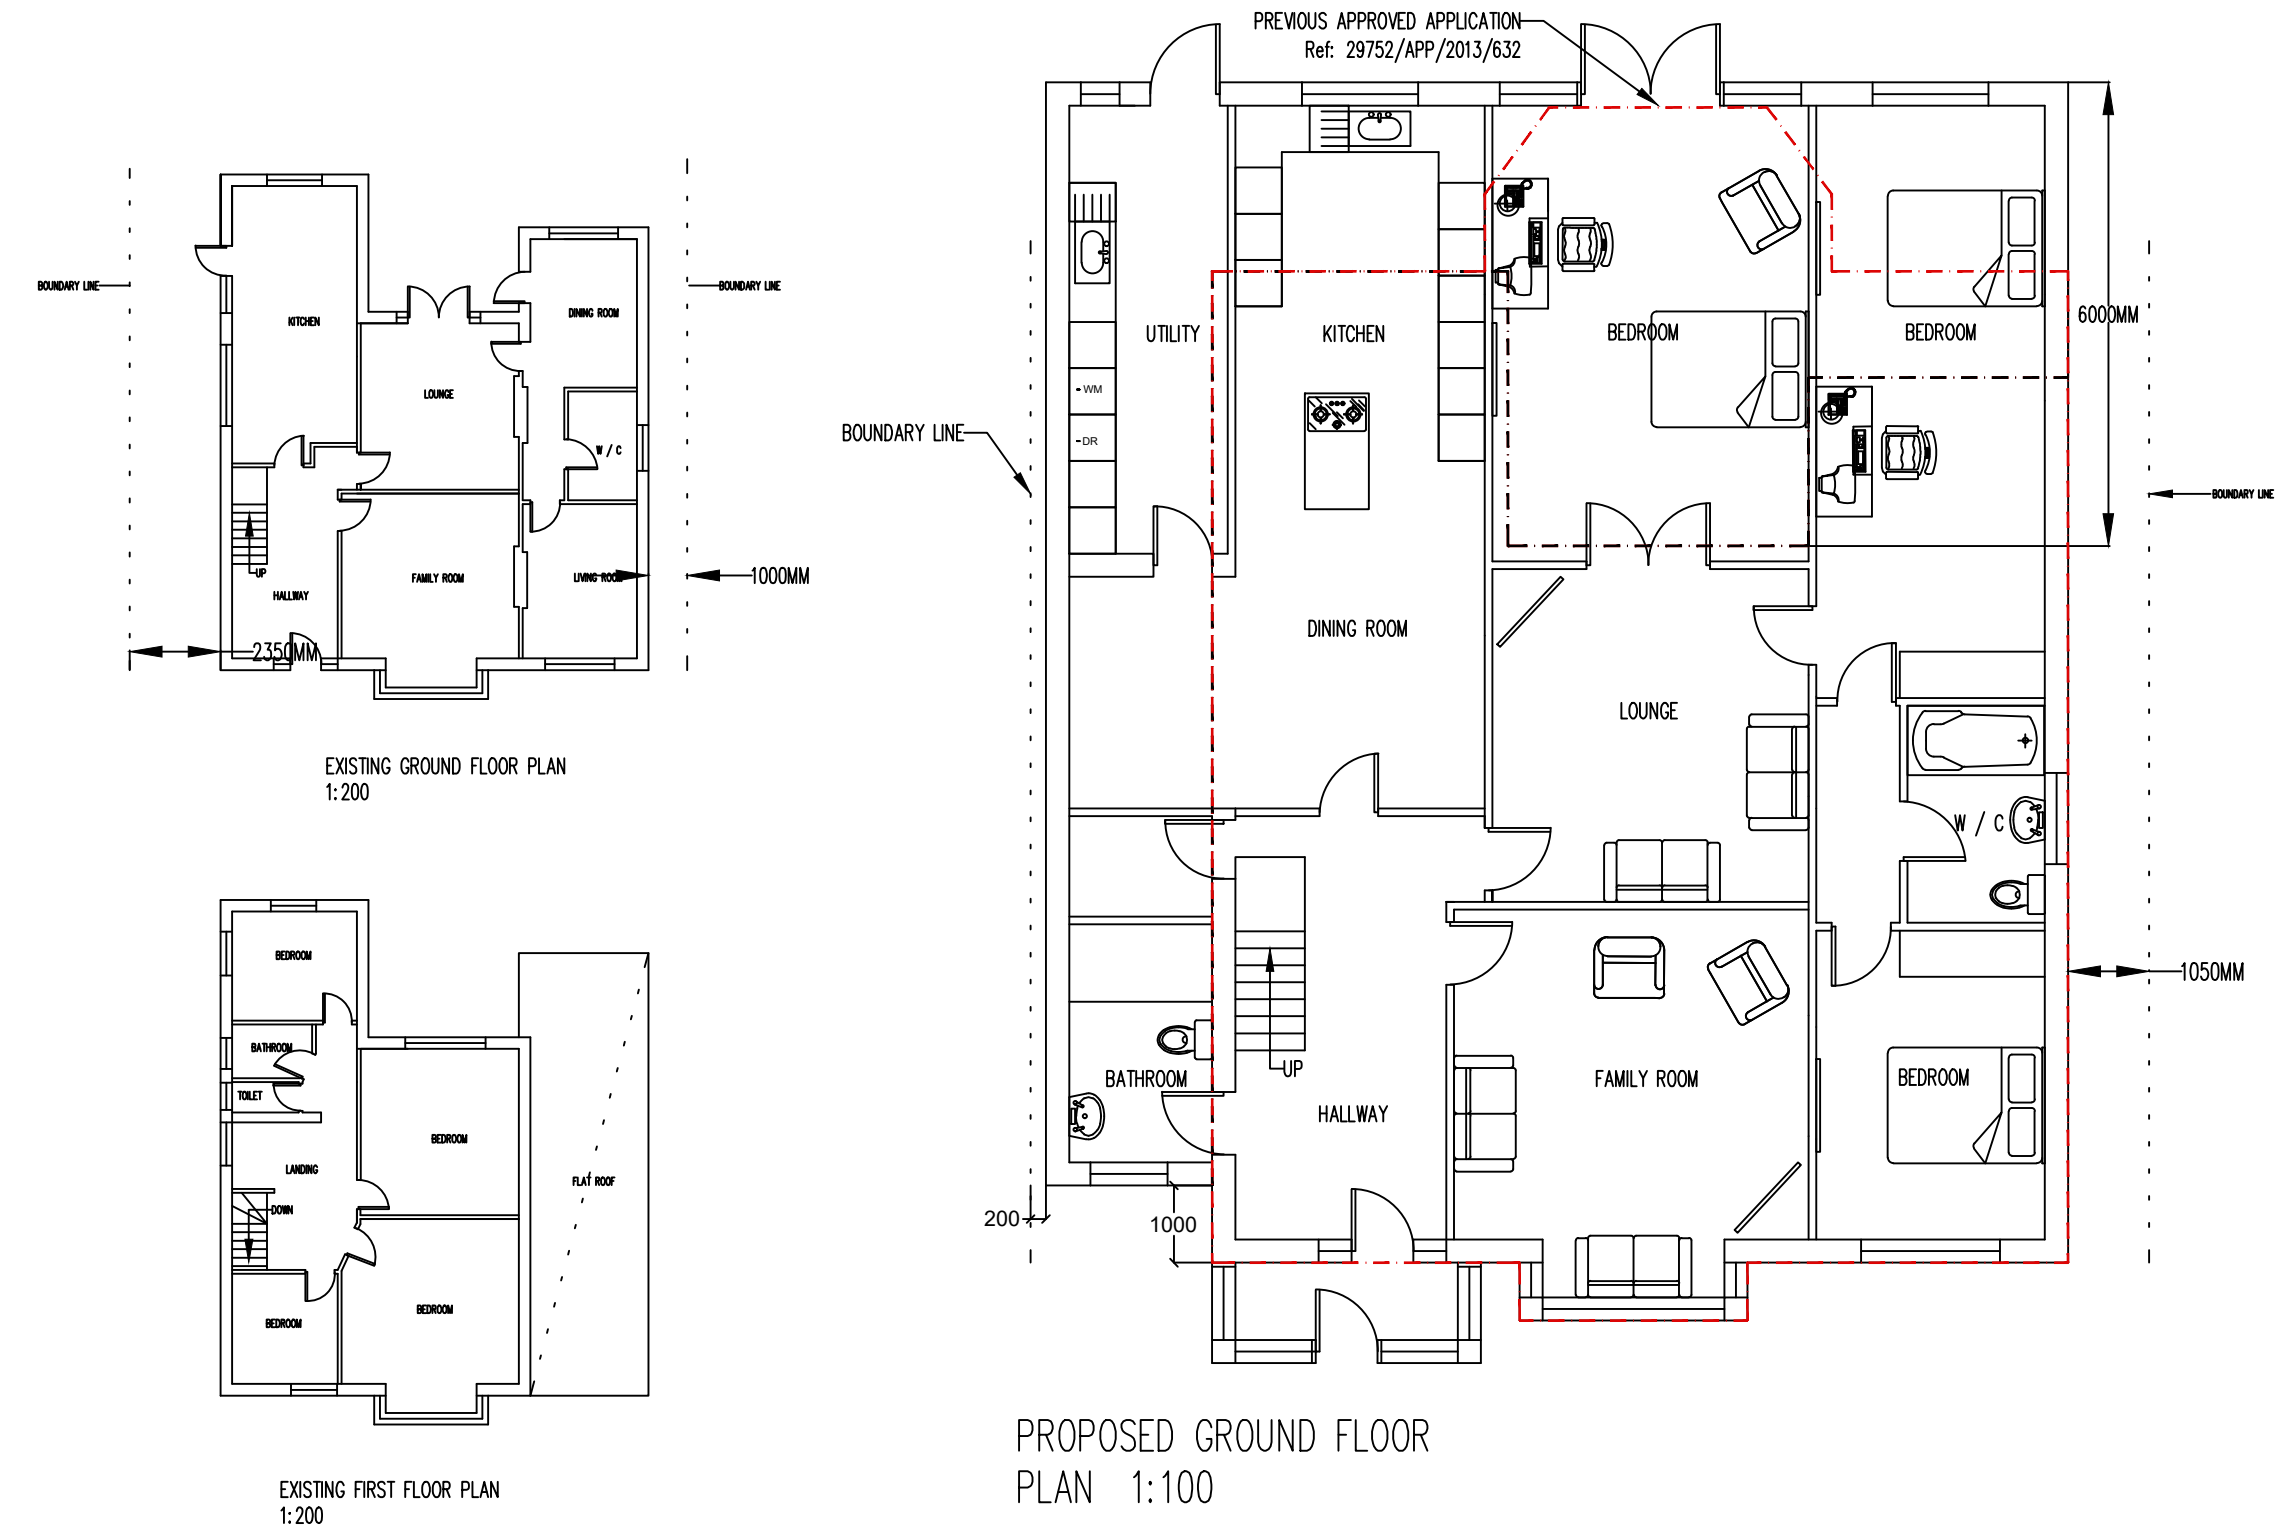 BOUNDARY LINE
BOUNDARY LINE
KITCHEN
DINING ROOM
LOUNGE
W / C
UP
FAMILY ROOM
LIVING ROOM
1000MM
HALLWAY
2350MM
EXISTING GROUND FLOOR PLAN
1:200
BEDROOM
BATHROOM
TOILET
BEDROOM
LANDING
FLAT ROOF
DOWN
BEDROOM
BEDROOM
EXISTING FIRST FLOOR PLAN
1:200
PREVIOUS APPROVED APPLICATION
Ref: 29752/APP/2013/632
6000MM
UTILITY
KITCHEN
BEDROOM
BEDROOM
WM
BOUNDARY LINE
DR
BOUNDARY LINE
DINING ROOM
LOUNGE
W / C
1050MM
UP
BATHROOM
FAMILY ROOM
BEDROOM
HALLWAY
200
1000
PROPOSED GROUND FLOOR
PLAN 1:100